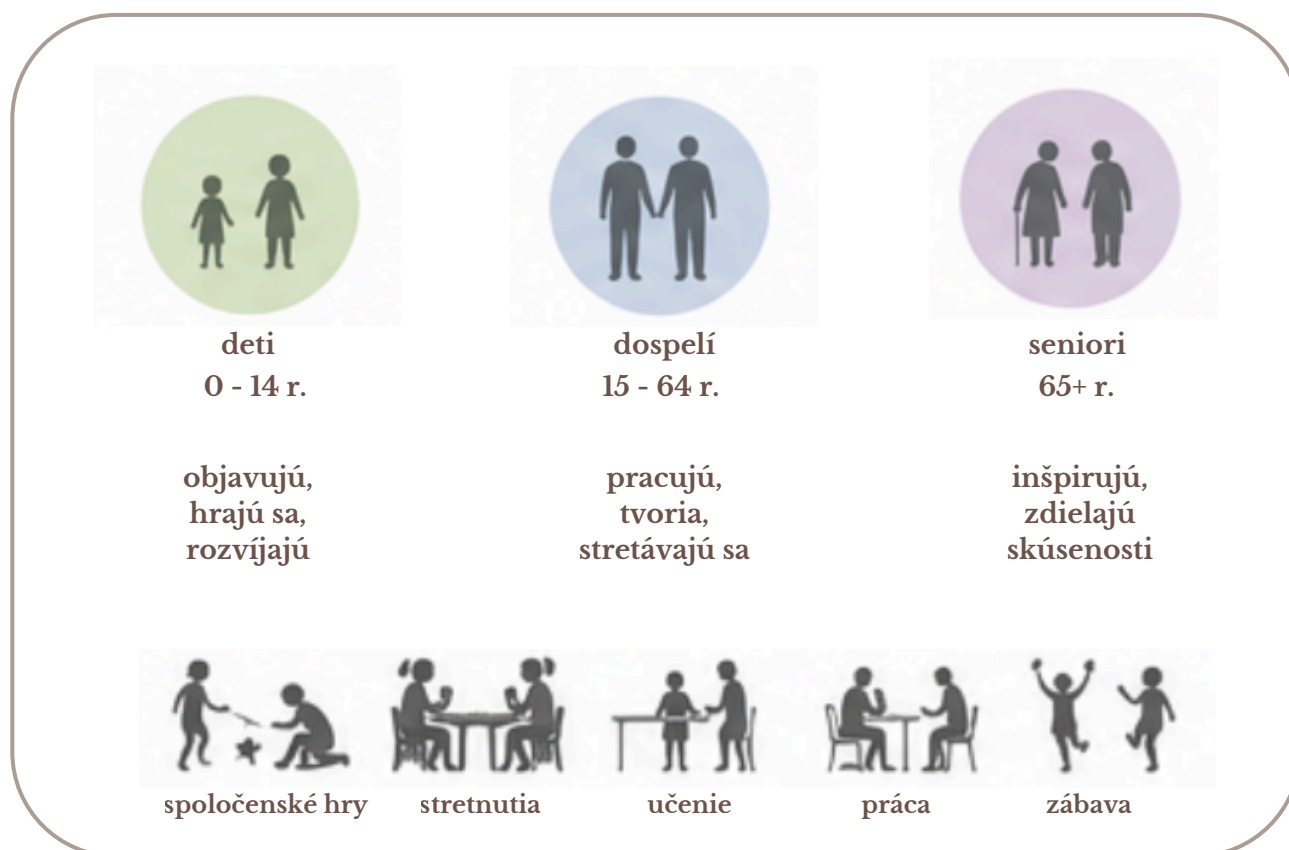 deti
0 - 14 r.
objavujú,
hrajú sa,
rozvíjajú
dospelí
15 - 64 r.
pracujú,
tvoria,
stretávajú sa
seniori
65+ r.
inšpirujú,
zdielajú
skúsenosti
spoločenské hry
stretnutia
učenie
práca
zábava